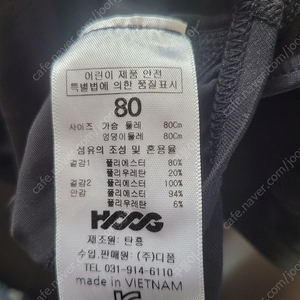 어린이 제품 안전
특별법에 의한 품질표시
80
사이즈 가슴 둘레 80Cm
엉덩이둘레 80Cm
섬유의 조성 및 혼용율
겉감1 폴리에스터 80%
폴리우레탄 20%
겉감2 폴리에스터 100%
안감 폴리에스터 94%
폴리우레탄 6%
HOOG
제조원: 탄흥
수입.판매원: (주)디폼
TEL: 031-914-6110
made in VIETNAM